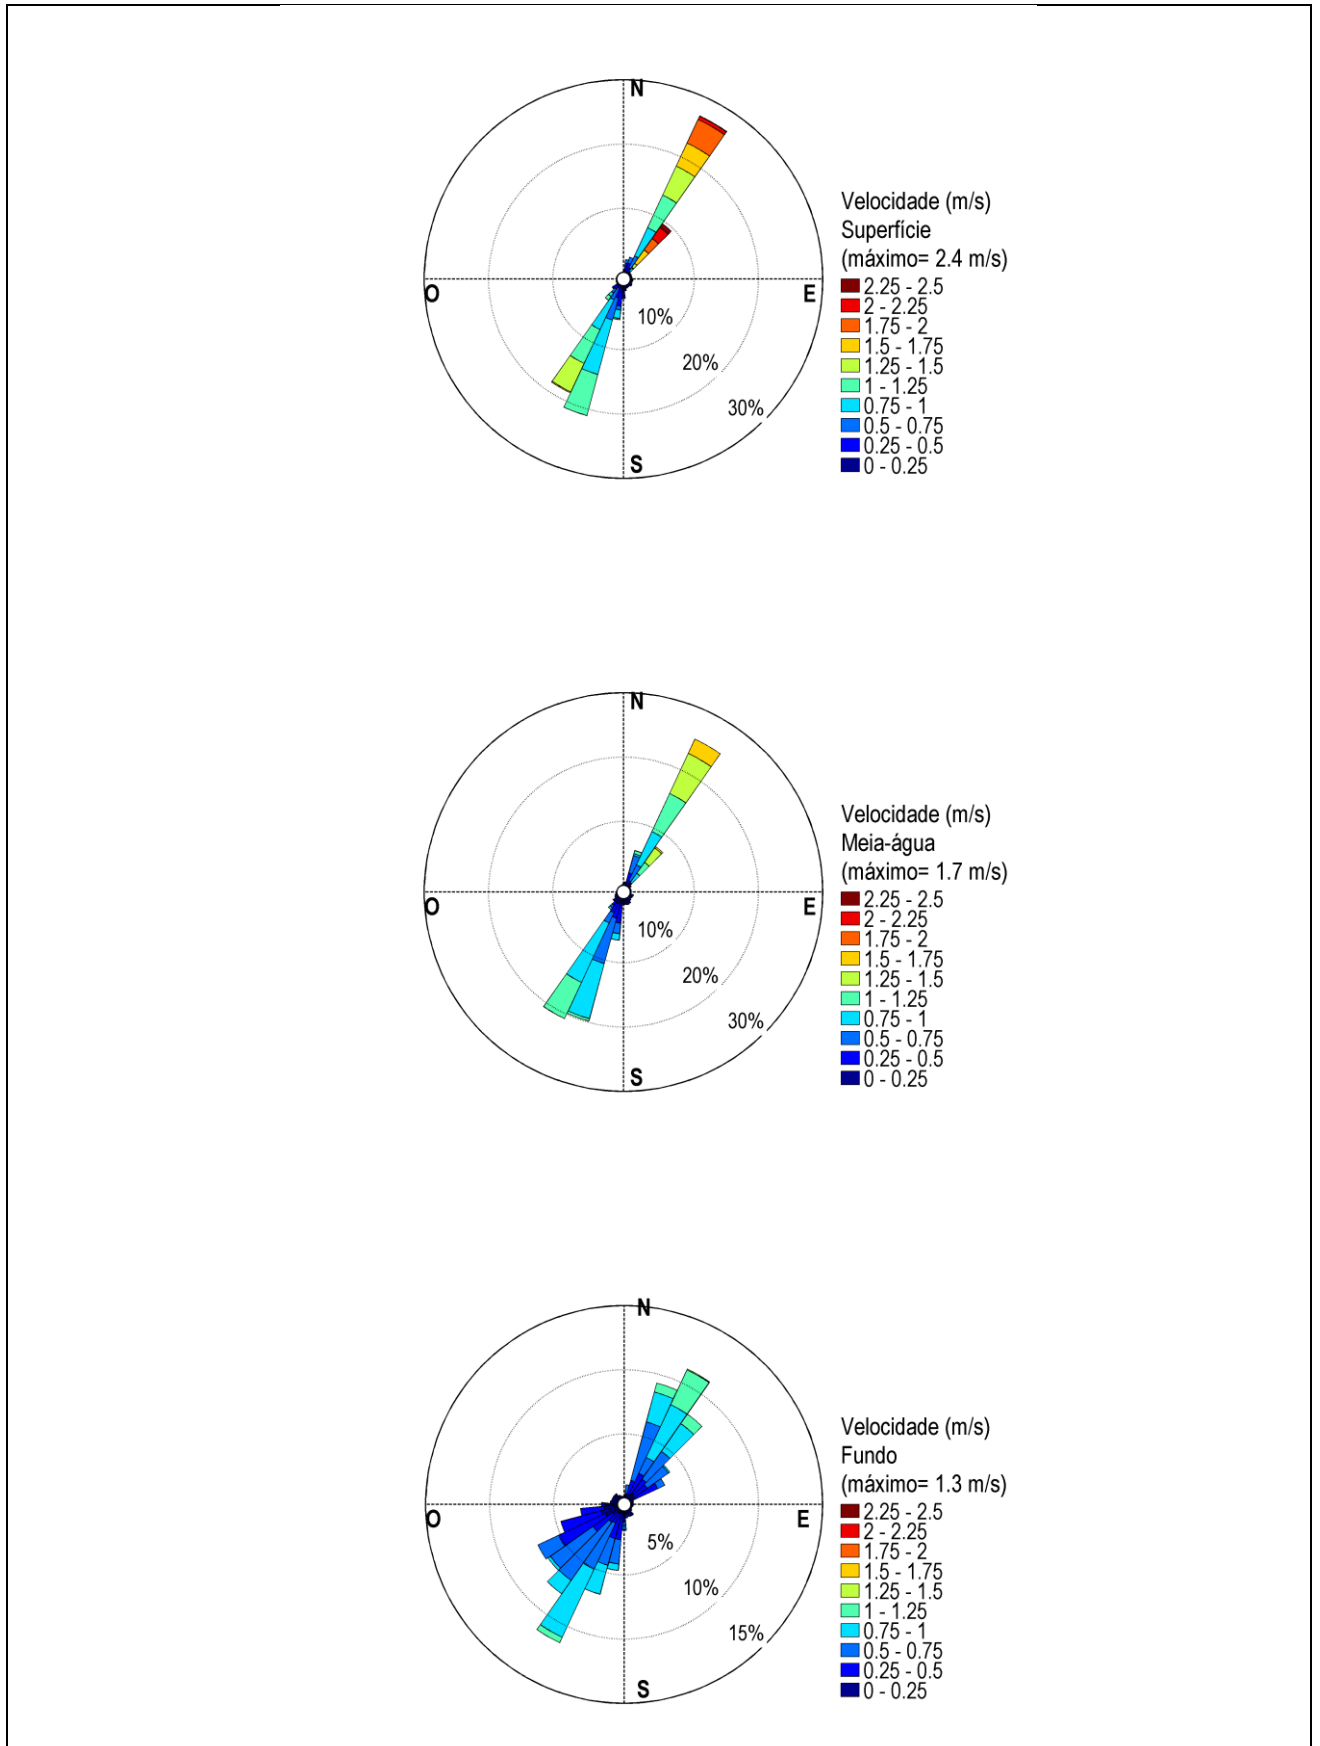 N
O
E
S
10%
20%
30%
Velocidade (m/s)
Superfície
(máximo= 2.4 m/s)
2.25 - 2.5
2 - 2.25
1.75 - 2
1.5 - 1.75
1.25 - 1.5
1 - 1.25
0.75 - 1
0.5 - 0.75
0.25 - 0.5
0 - 0.25
N
O
E
S
10%
20%
30%
Velocidade (m/s)
Meia-água
(máximo= 1.7 m/s)
2.25 - 2.5
2 - 2.25
1.75 - 2
1.5 - 1.75
1.25 - 1.5
1 - 1.25
0.75 - 1
0.5 - 0.75
0.25 - 0.5
0 - 0.25
N
O
E
S
5%
10%
15%
Velocidade (m/s)
Fundo
(máximo= 1.3 m/s)
2.25 - 2.5
2 - 2.25
1.75 - 2
1.5 - 1.75
1.25 - 1.5
1 - 1.25
0.75 - 1
0.5 - 0.75
0.25 - 0.5
0 - 0.25